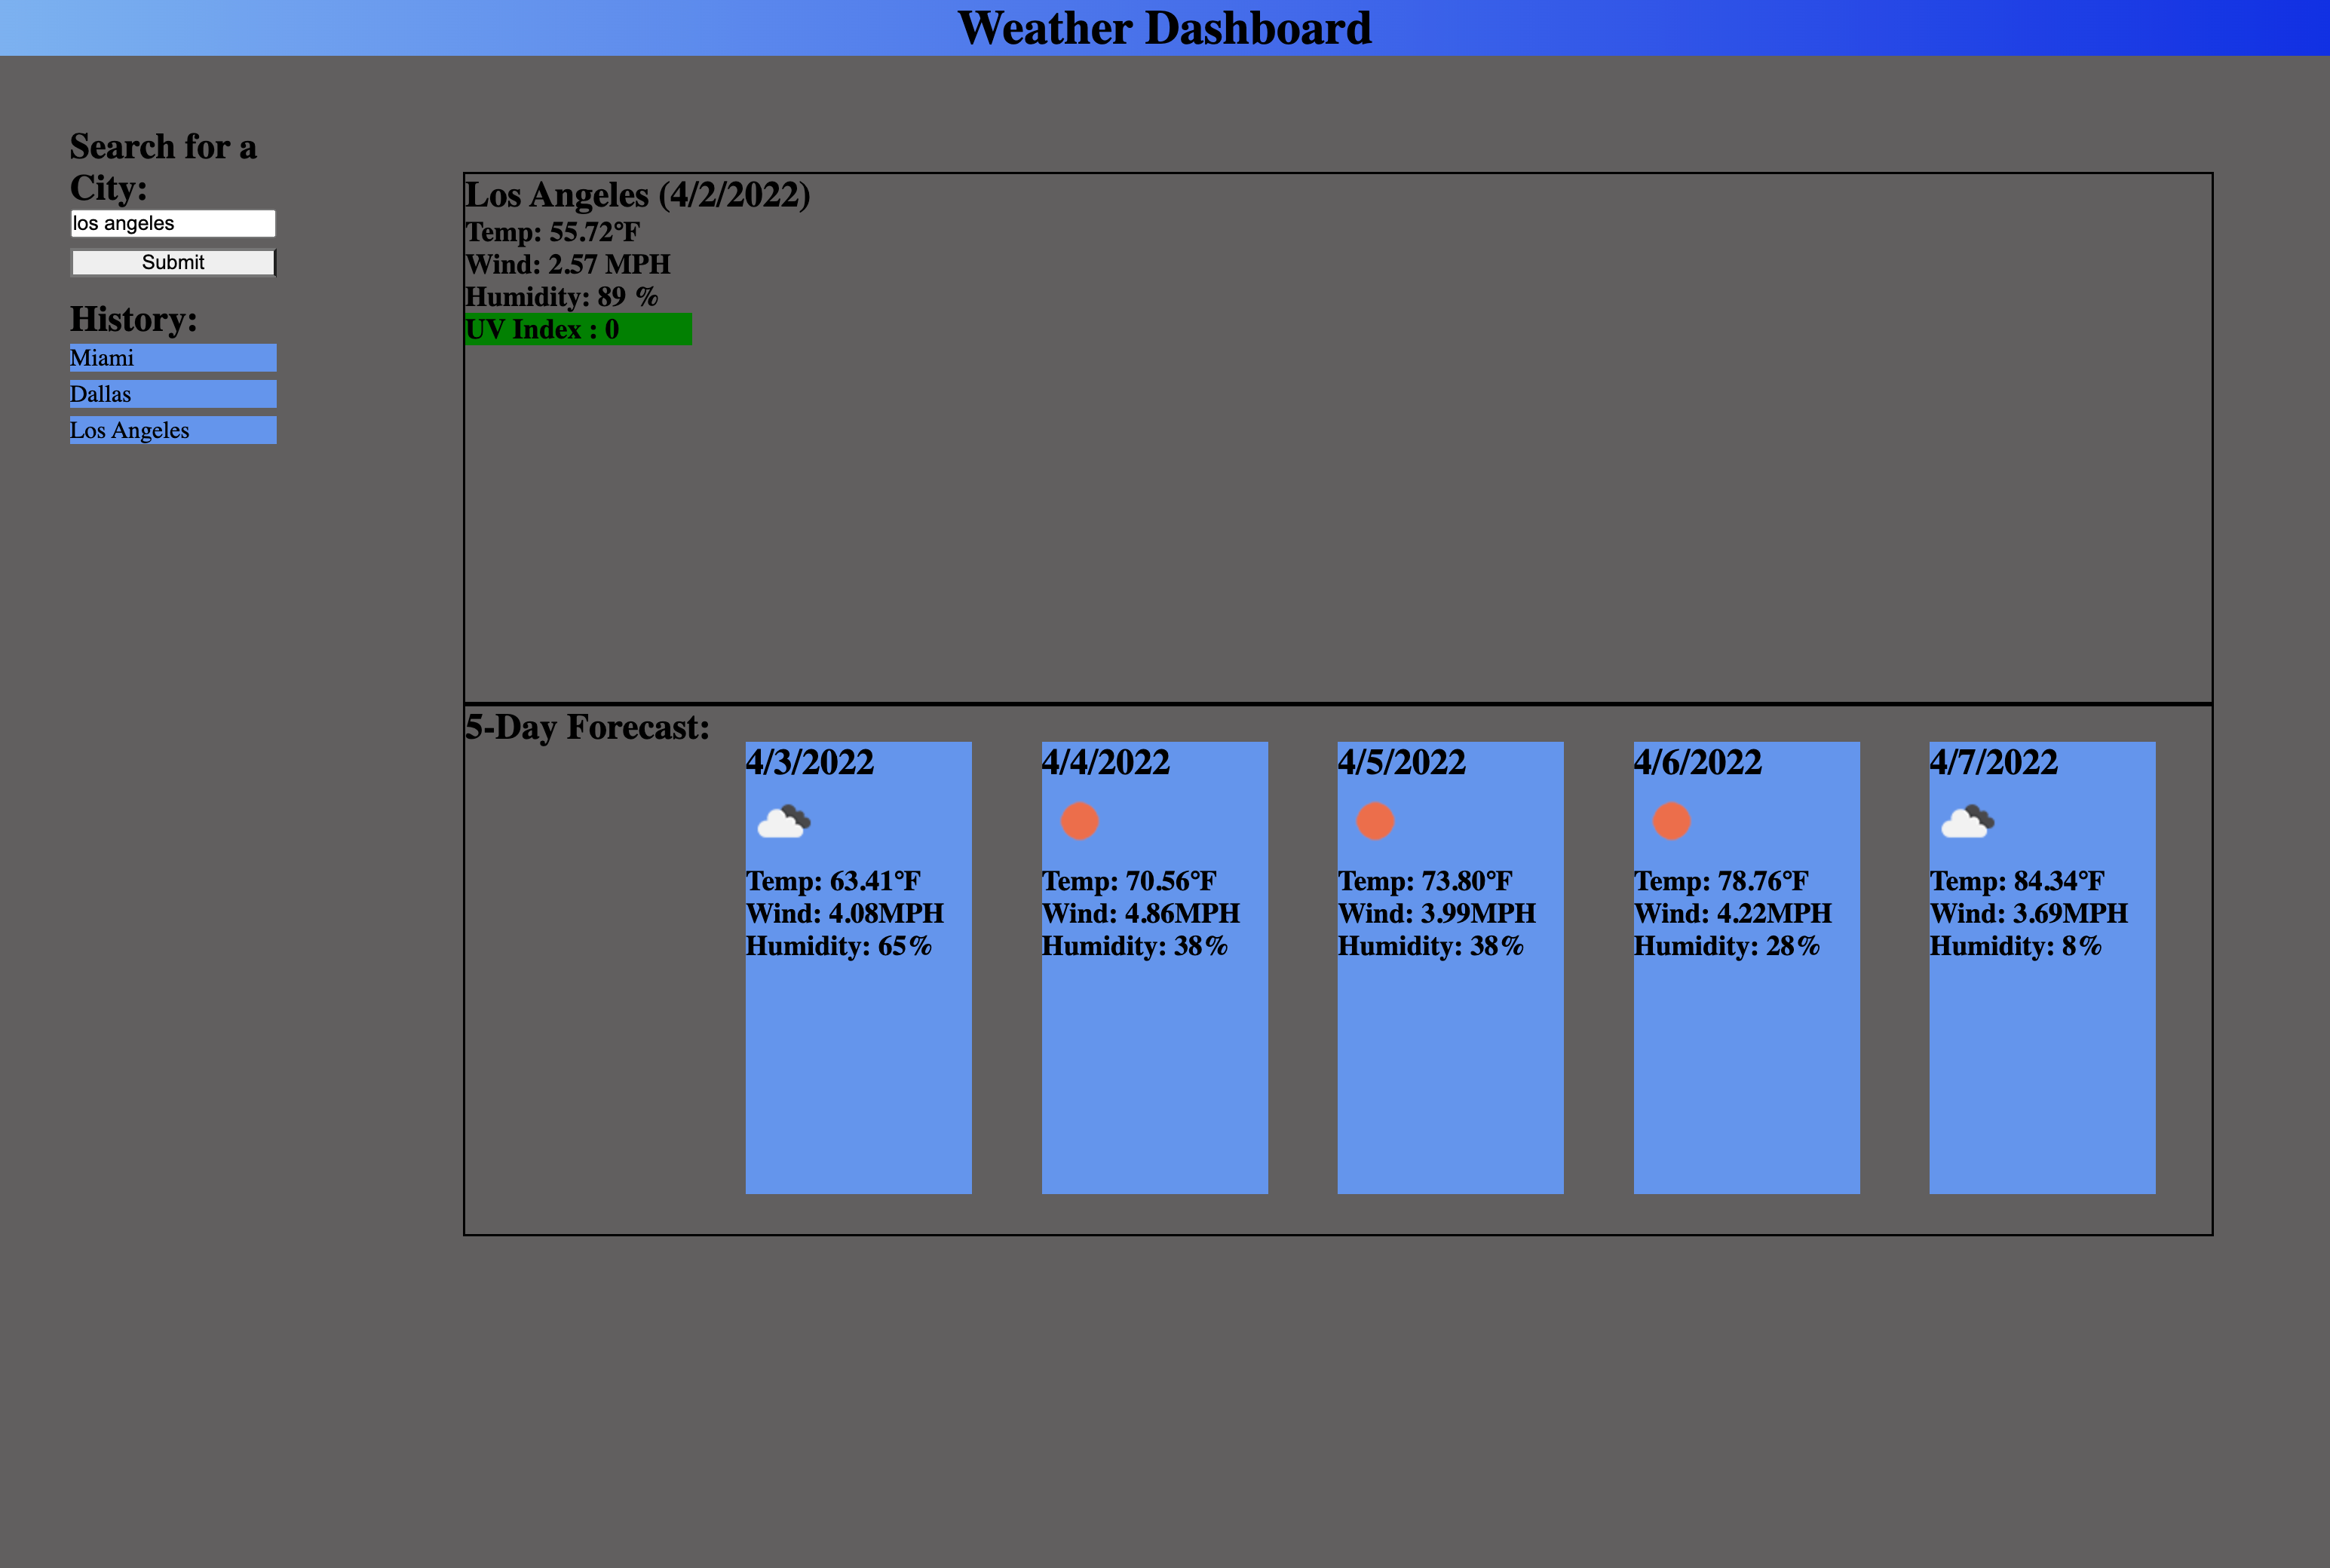 Weather Dashboard
Search for a
City:
los angeles
Submit
History:
Miami
Dallas
Los Angeles
Los Angeles (4/2/2022)
Temp: 55.72°F
Wind: 2.57 MPH
Humidity: 89 %
UV Index : 0
5-Day Forecast:
4/3/2022
Temp: 63.41°F
Wind: 4.08MPH
Humidity: 65%
4/4/2022
Temp: 70.56°F
Wind: 4.86MPH
Humidity: 38%
4/5/2022
Temp: 73.80°F
Wind: 3.99MPH
Humidity: 38%
4/6/2022
Temp: 78.76°F
Wind: 4.22MPH
Humidity: 28%
4/7/2022
Temp: 84.34°F
Wind: 3.69MPH
Humidity: 8%